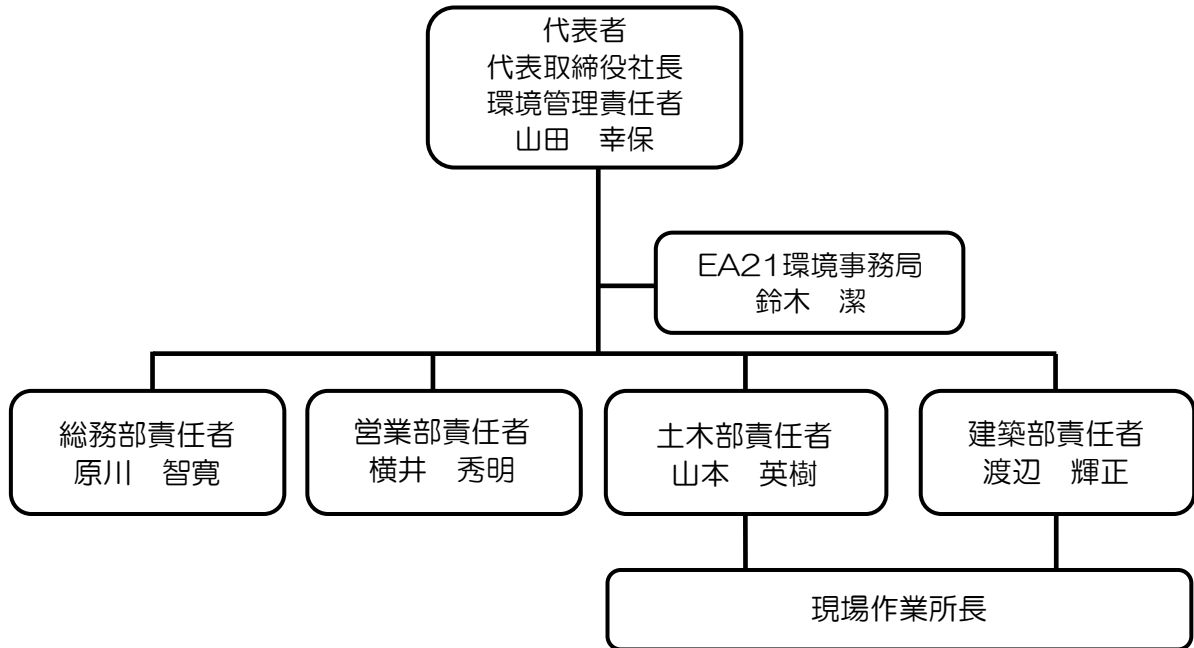 代表者
代表取締役社長
環境管理責任者
山田　幸保
EA21環境事務局
鈴木　潔
総務部責任者
原川　智寛
営業部責任者
横井　秀明
土木部責任者
山本　英樹
建築部責任者
渡辺　輝正
現場作業所長